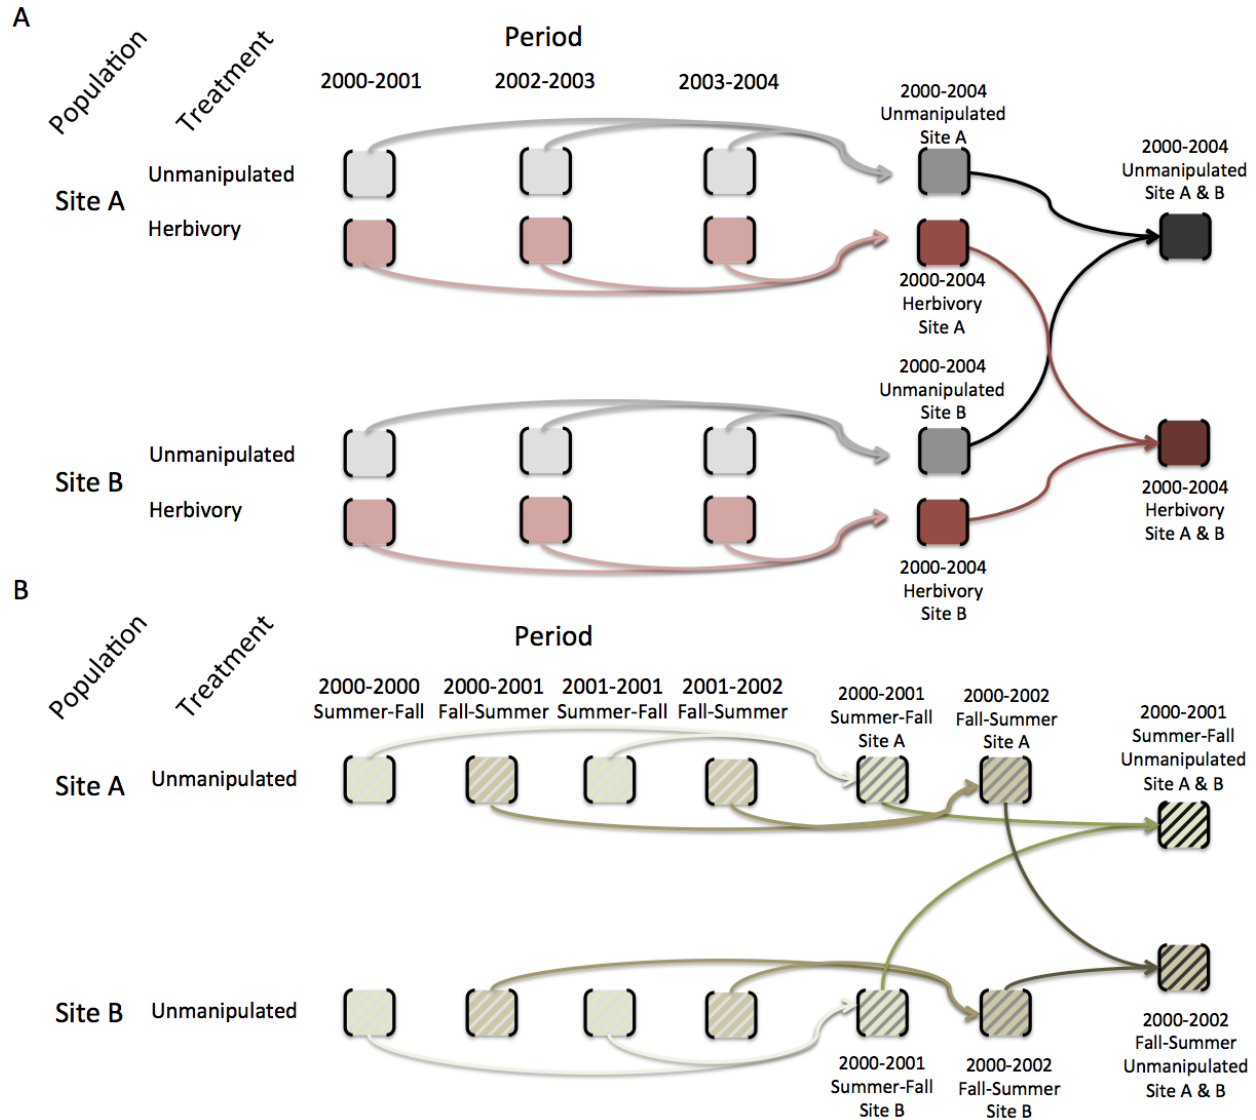 A
Population
Treatment
Period
2000-2001
2002-2003
2003-2004
2000-2004
Unmanipulated
Site A
2000-2004
Unmanipulated
Site A & B
Site A
Unmanipulated
Herbivory
2000-2004
Herbivory
Site A
2000-2004
Unmanipulated
Site B
Site B
Unmanipulated
Herbivory
2000-2004
Herbivory
Site A & B
2000-2004
Herbivory
Site B
B
Population
Treatment
Period
2000-2000
Summer-Fall
2000-2001
Fall-Summer
2001-2001
Summer-Fall
2001-2002
Fall-Summer
2000-2001
Summer-Fall
Site A
2000-2002
Fall-Summer
Site A
2000-2001
Summer-Fall
Unmanipulated
Site A & B
Site A
Unmanipulated
Site B
Unmanipulated
2000-2001
Summer-Fall
Site B
2000-2002
Fall-Summer
Site B
2000-2002
Fall-Summer
Unmanipulated
Site A & B